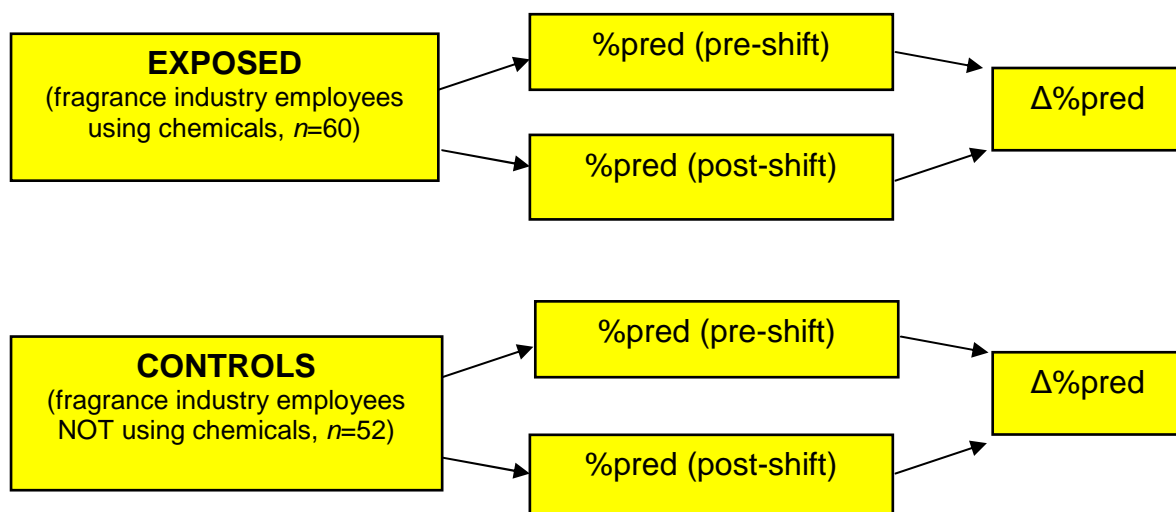 EXPOSED
(fragrance industry employees
using chemicals, n=60)
%pred (pre-shift)
%pred (post-shift)
Δ%pred
CONTROLS
(fragrance industry employees
NOT using chemicals, n=52)
%pred (pre-shift)
%pred (post-shift)
Δ%pred